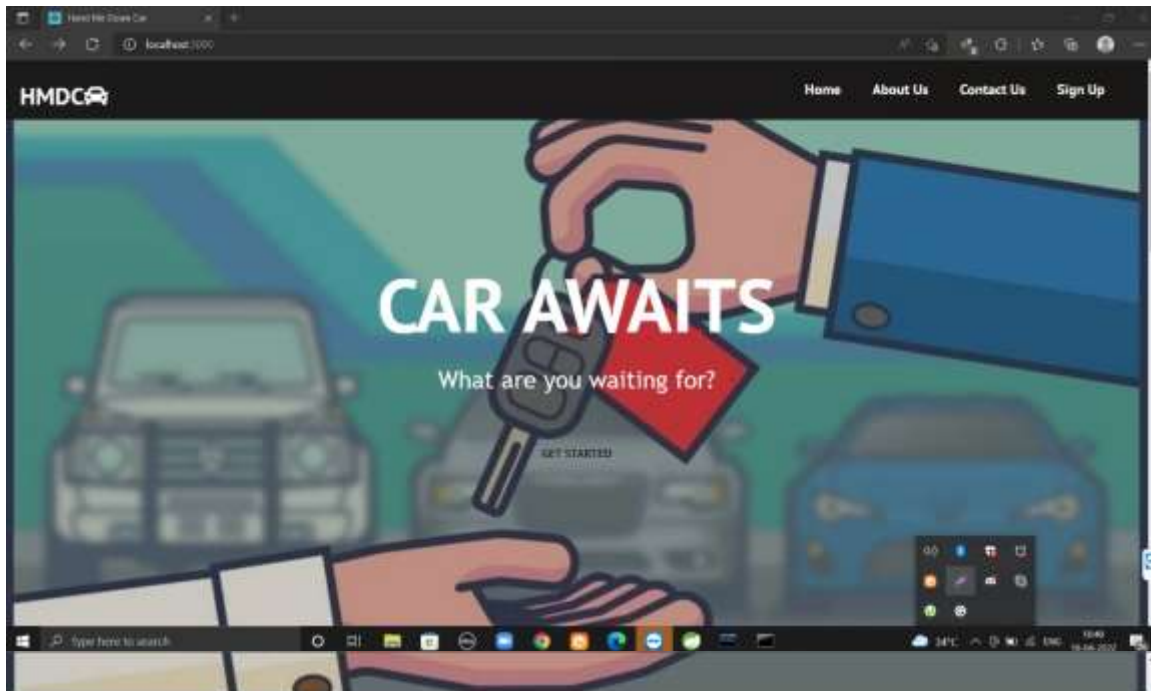 Hand Me Down Car
localhost:3000
HMDC
Home About Us Contact Us Sign Up
CAR AWAITS
What are you waiting for?
GET STARTED
Type here to search
ENG